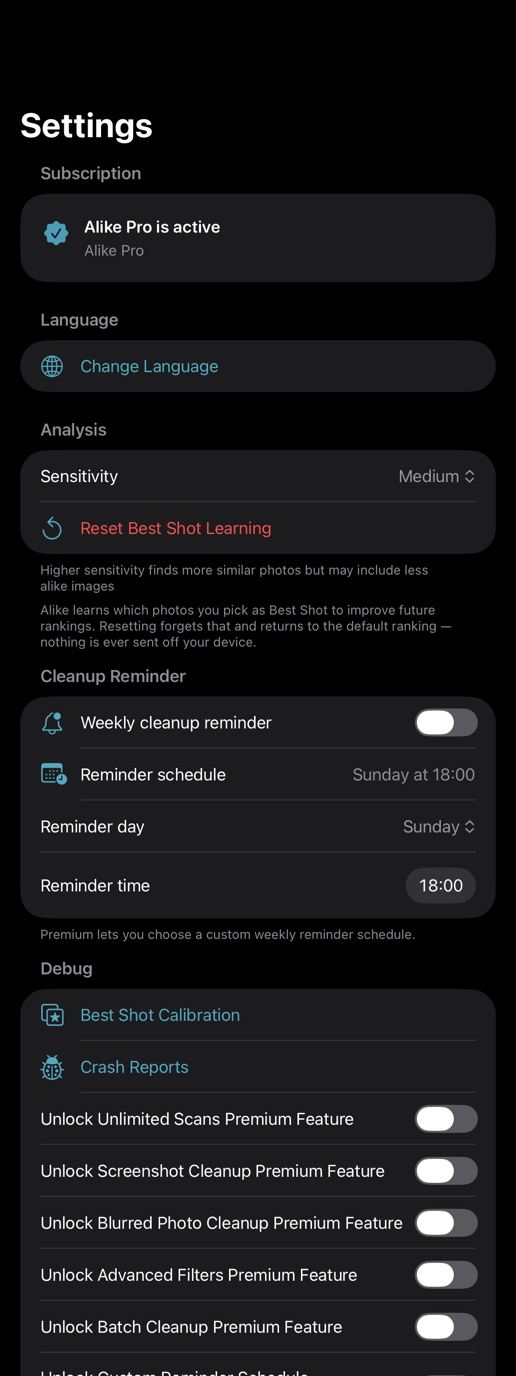 Settings
Subscription
Alike Pro is active
Alike Pro
Language
Change Language
Analysis
Sensitivity Medium
Reset Best Shot Learning
Higher sensitivity finds more similar photos but may include less
alike images
Alike learns which photos you pick as Best Shot to improve future
rankings. Resetting forgets that and returns to the default ranking —
nothing is ever sent off your device.
Cleanup Reminder
Weekly cleanup reminder
Reminder schedule Sunday at 18:00
Reminder day Sunday
Reminder time 18:00
Premium lets you choose a custom weekly reminder schedule.
Debug
Best Shot Calibration
Crash Reports
Unlock Unlimited Scans Premium Feature
Unlock Screenshot Cleanup Premium Feature
Unlock Blurred Photo Cleanup Premium Feature
Unlock Advanced Filters Premium Feature
Unlock Batch Cleanup Premium Feature
Unlock Custom Reminder Schedule